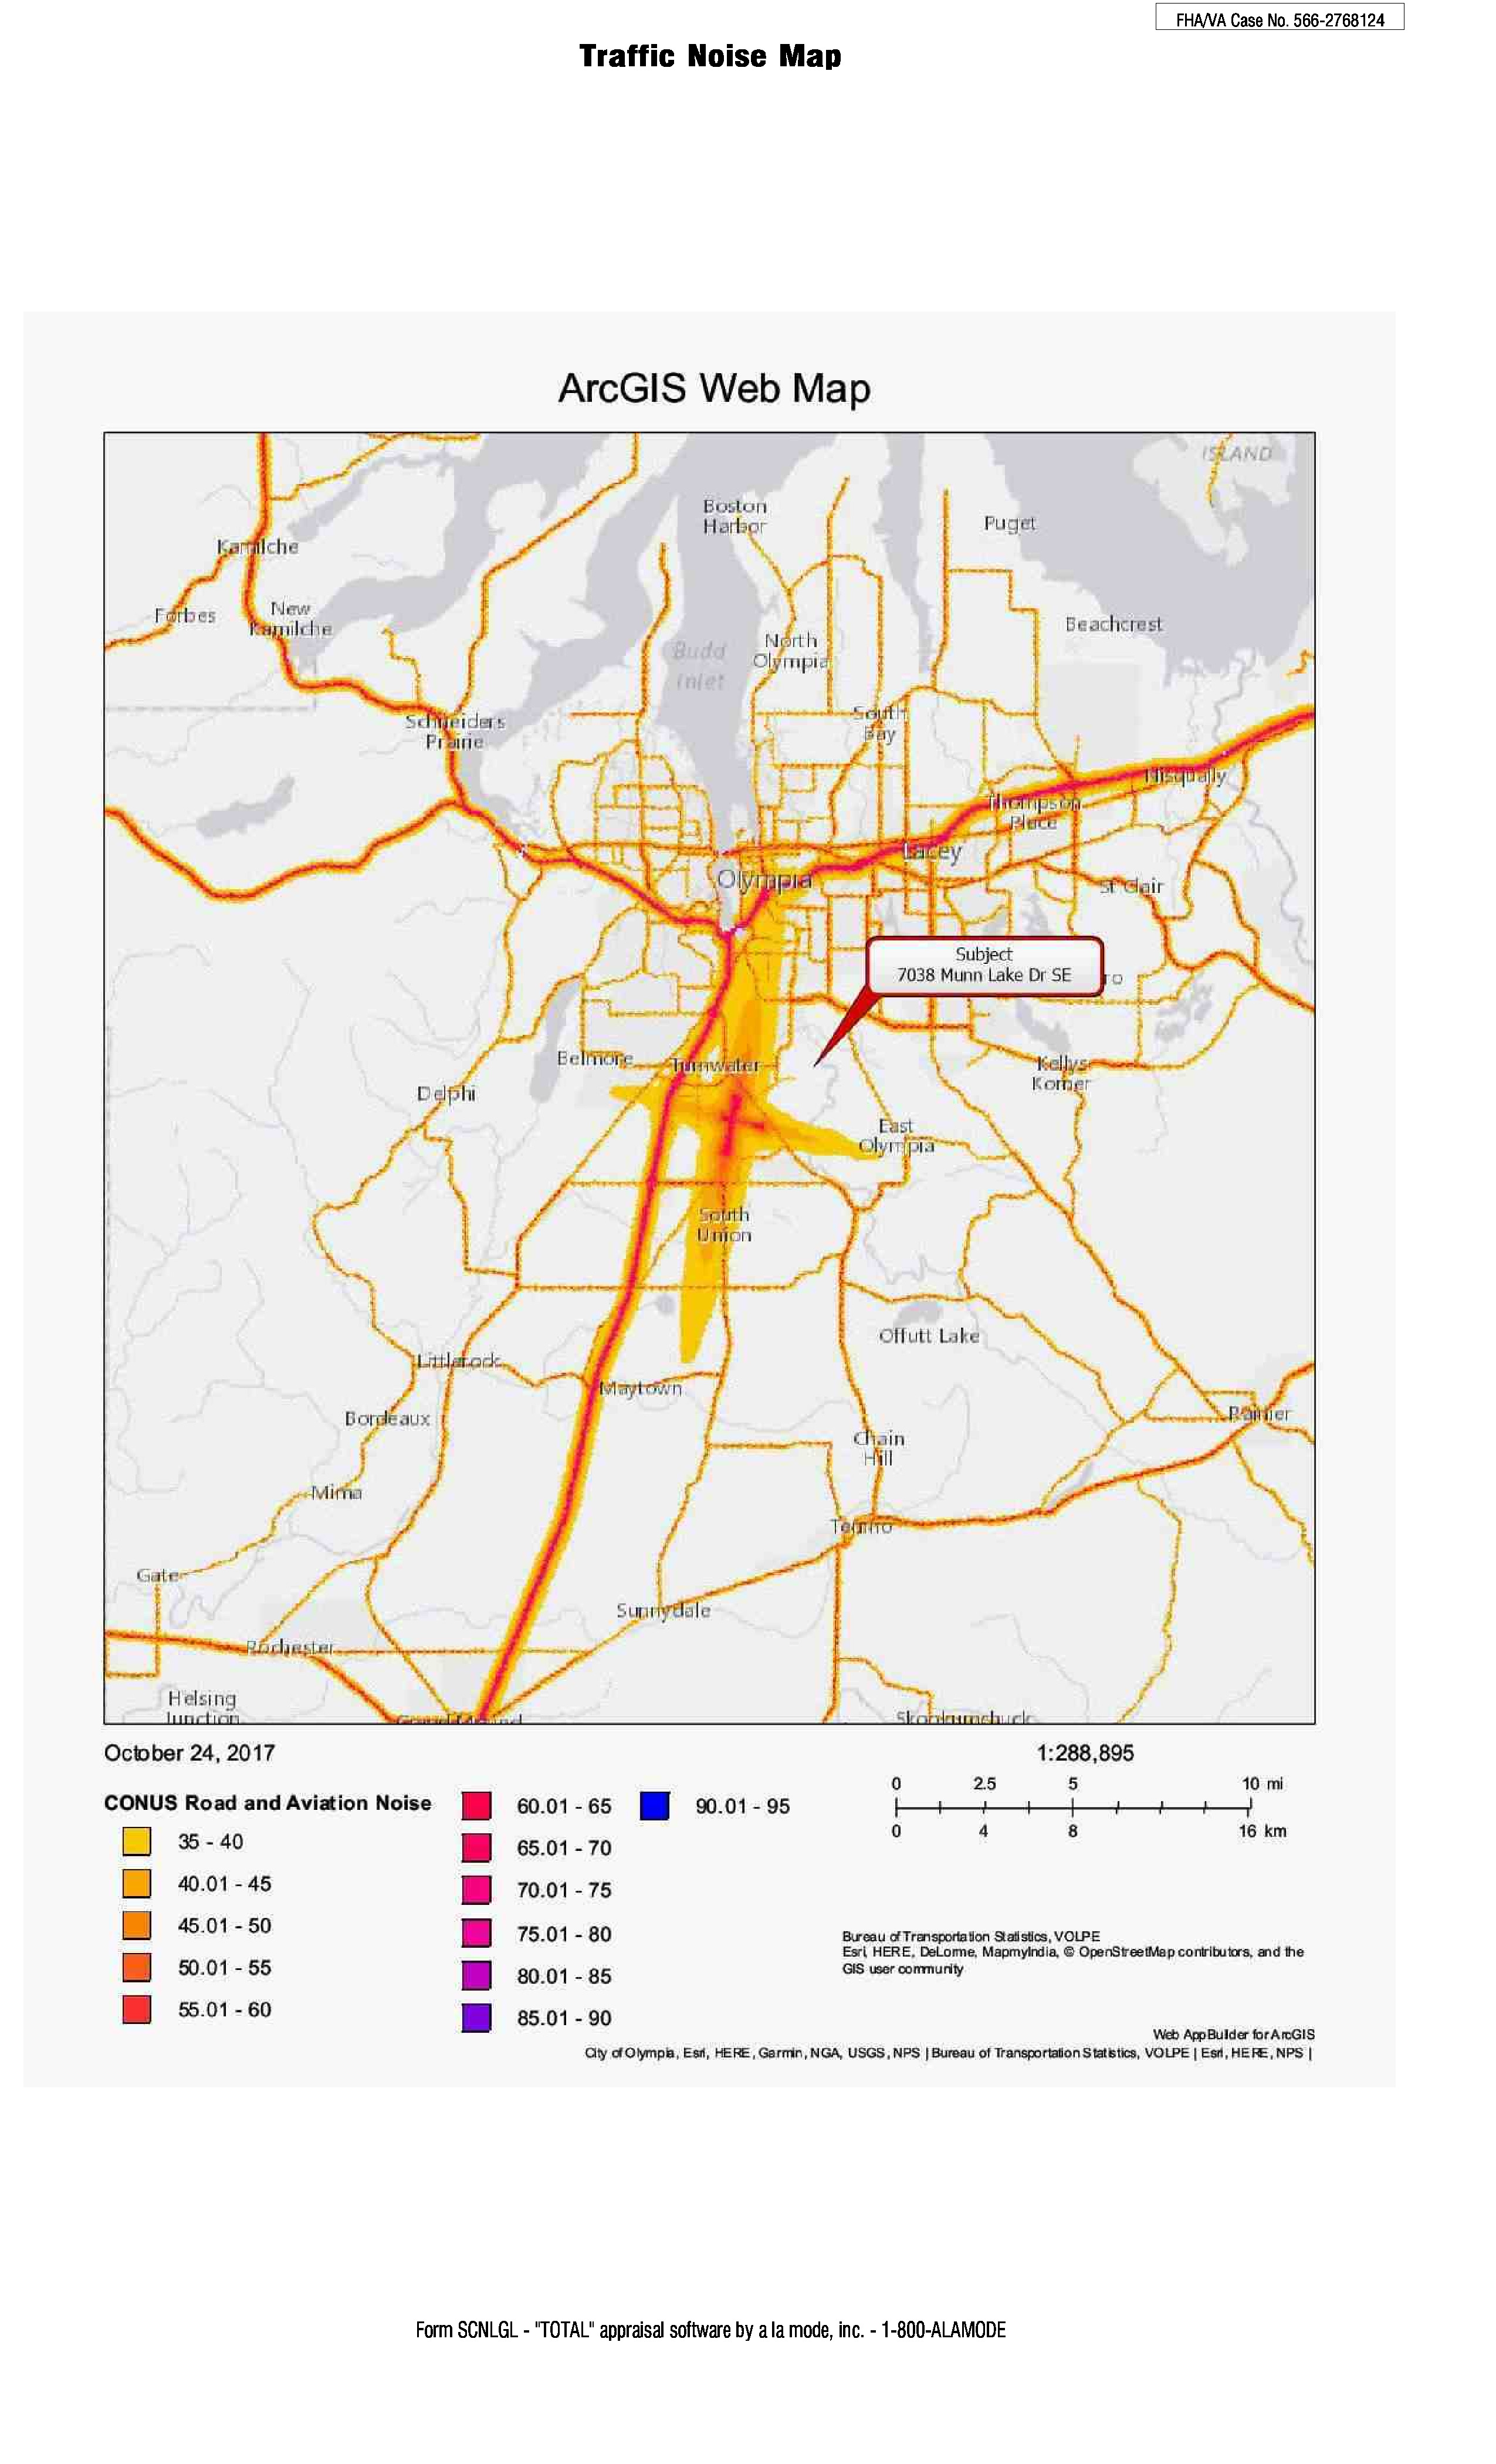 FHA/VA Case No. 566-2768124
Traffic Noise Map
ArcGIS Web Map
ISLAND
Boston
Harbor
Puget
Kamilche
Forbes
New
Kamilche
Beachcrest
Budd
Inlet
North
Olympia
Schneiders
Prairie
South
Bay
Nisqually
Thompson
Place
Lacey
Olympia
St Clair
Subject
7038 Munn Lake Dr SE
ro
Belmore
Tumwater
Kellys
Korner
Delphi
East
Olympia
South
Union
Offutt Lake
Littlerock
Maytown
Bordeaux
Rainier
Chain
Hill
Mima
Tenino
Gate
Sunnydale
Rochester
Helsing
Junction
Grand Mound
Skookumchuck
October 24, 2017
1:288,895
CONUS Road and Aviation Noise
35 - 40
40.01 - 45
45.01 - 50
50.01 - 55
55.01 - 60
60.01 - 65
65.01 - 70
70.01 - 75
75.01 - 80
80.01 - 85
85.01 - 90
90.01 - 95
0 2.5 5 10 mi
0 4 8 16 km
Bureau of Transportation Statistics, VOLPE
Esri, HERE, DeLorme, MapmyIndia, © OpenStreetMap contributors, and the
GIS user community
Web AppBuilder for ArcGIS
City of Olympia, Esri, HERE, Garmin, NGA, USGS, NPS | Bureau of Transportation Statistics, VOLPE | Esri, HERE, NPS |
Form SCNLGL - "TOTAL" appraisal software by a la mode, inc. - 1-800-ALAMODE